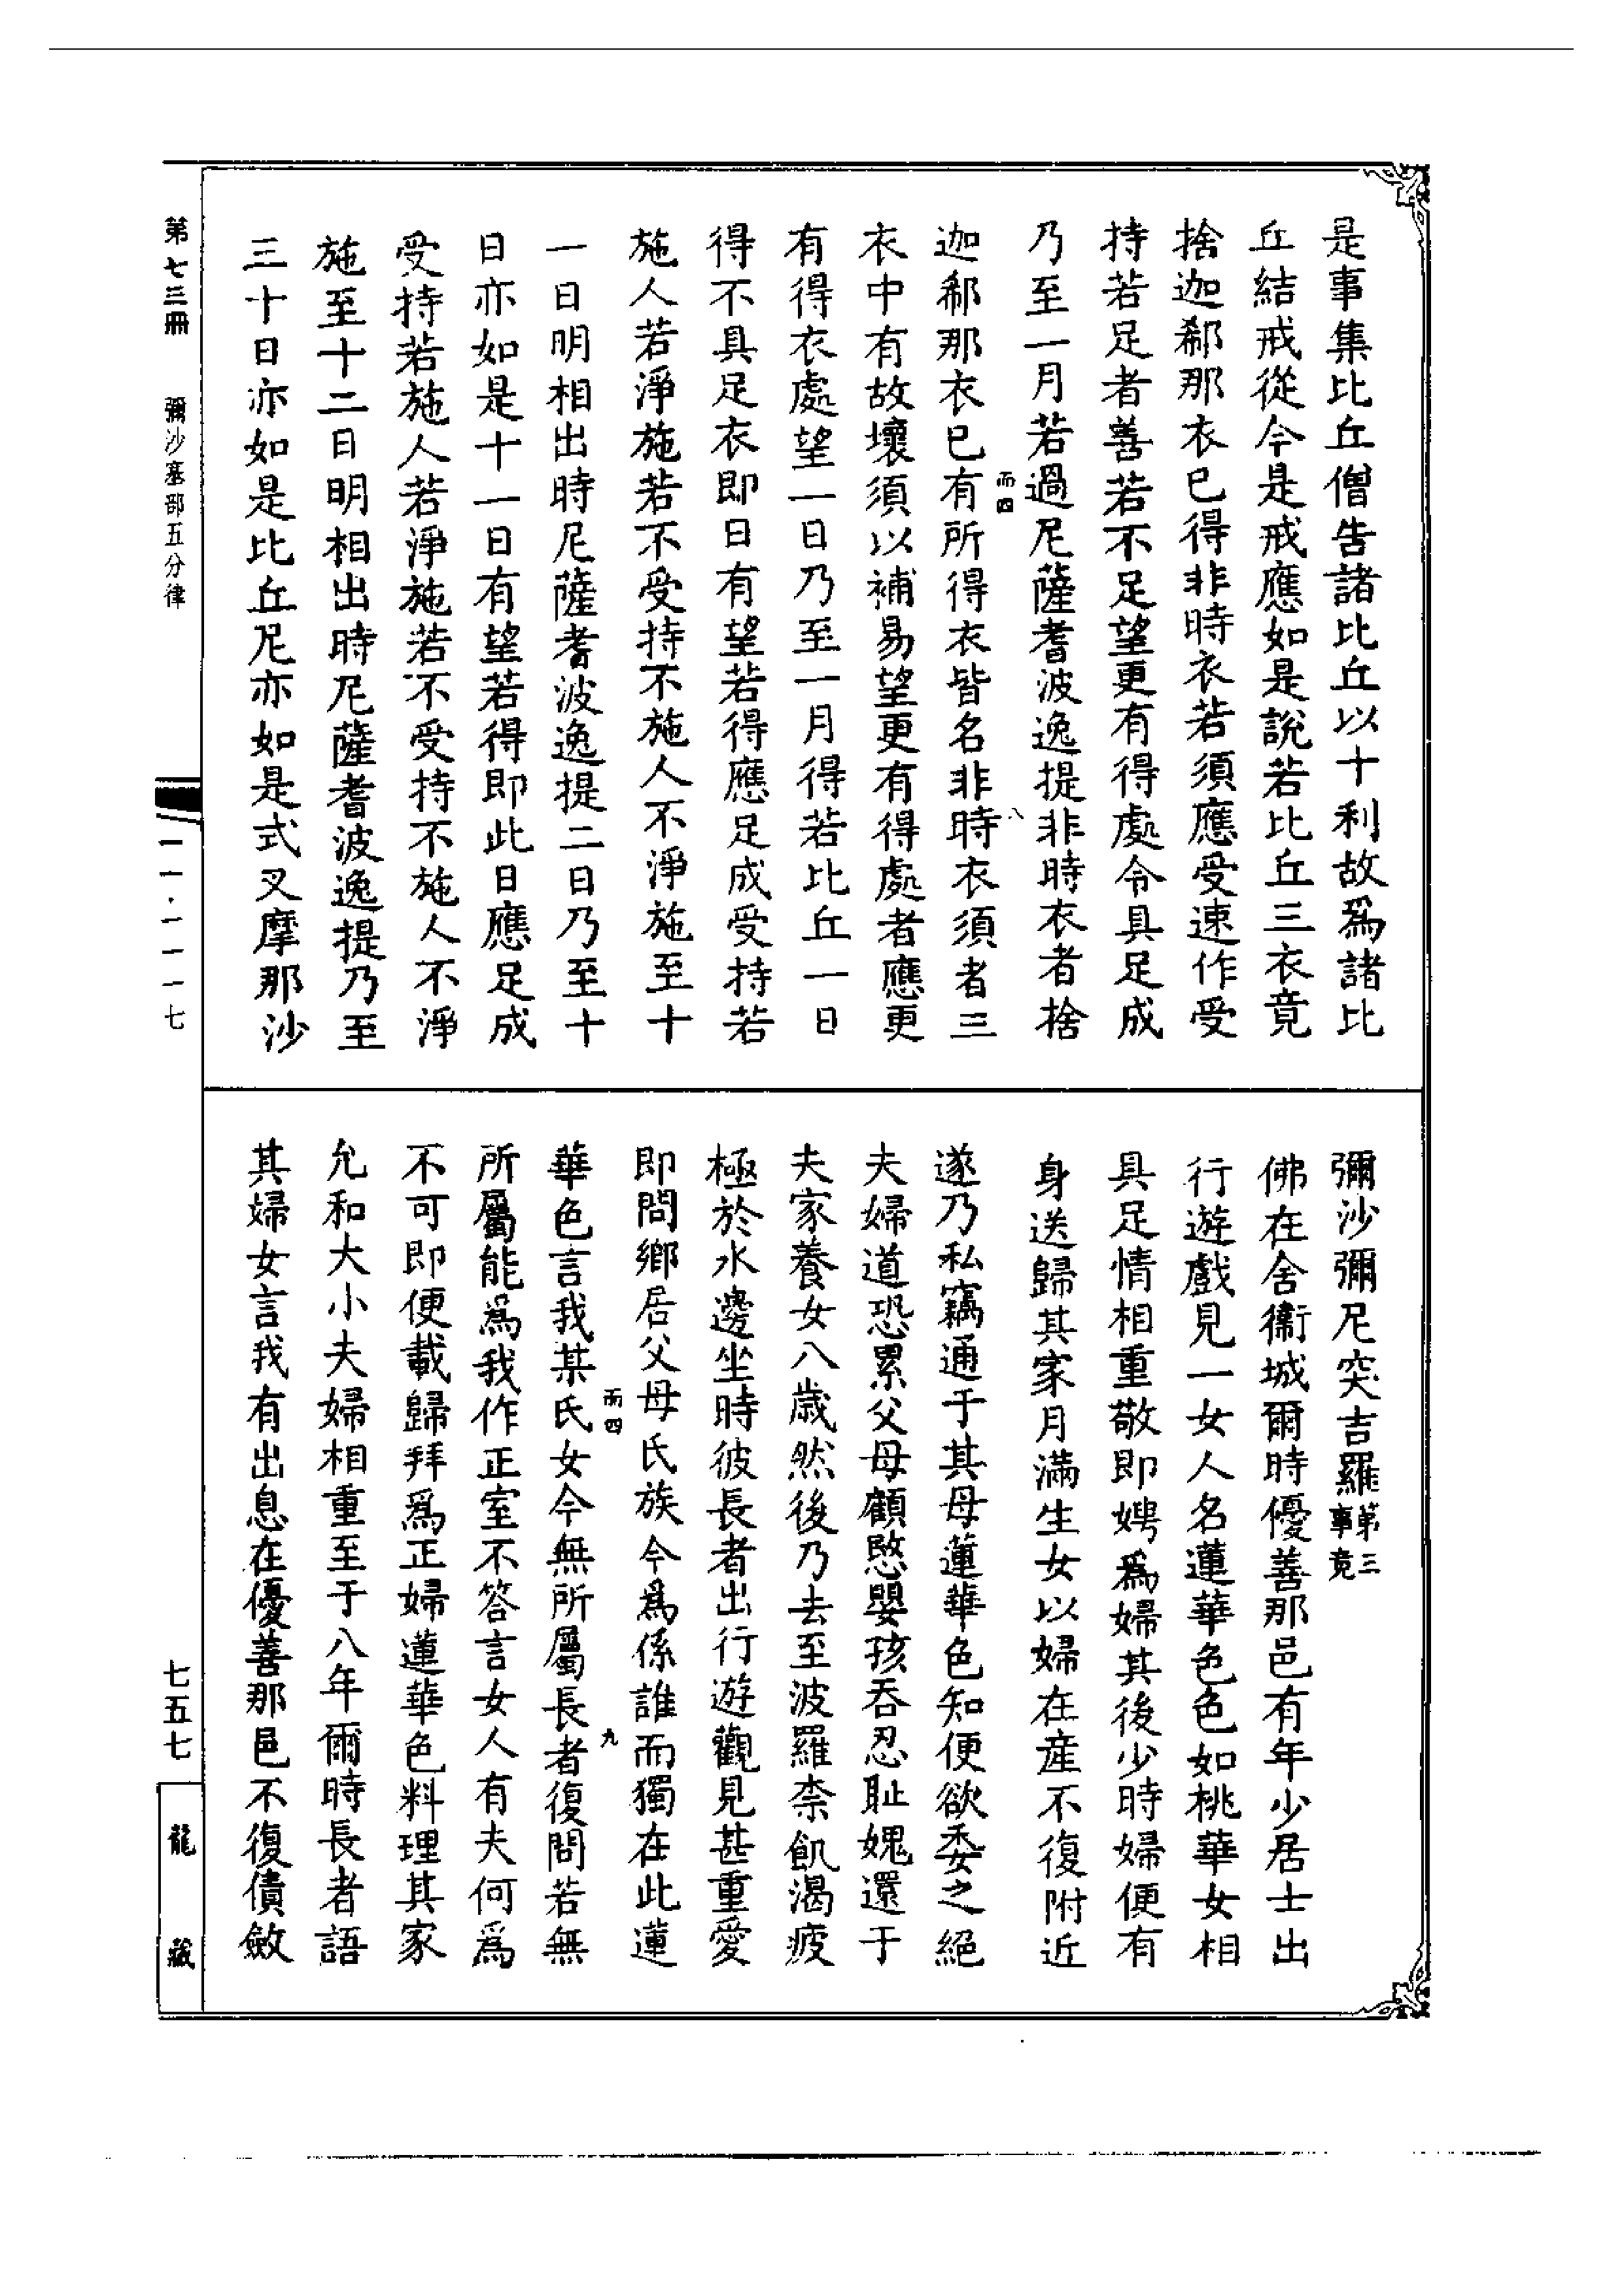 是事集比丘僧告諸比丘以十利故爲諸比
丘結戒從今是戒應如是說若比丘三衣竟
捨迦郗那衣已得非時衣若須應受速作受
持若足者善若不足望更有得處令具足成
乃至一月若過尼薩耆波逸提非時衣者捨
而四
八
迦郗那衣已有所得衣皆名非時衣須者三
衣中有故壞須以補易望更有得處者應更
有得衣處望一日乃至一月得若比丘一日
得不具足衣即日有望若得應足成受持若
施人若淨施若不受持不施人不淨施至十
一日明相出時尼薩耆波逸提二日乃至十
日亦如是十一日有望若得即此日應足成
受持若施人若淨施若不受持不施人不淨
施至十二日明相出時尼薩耆波逸提乃至
三十日亦如是比丘尼亦如是式叉摩那沙
彌沙彌尼突吉羅第三事竟
佛在舍衞城爾時優善那邑有年少居士出
行遊戲見一女人名蓮華色色如桃華女相
具足情相重敬即娉爲婦其後少時婦便有
身送歸其家月滿生女以婦在産不復附近
遂乃私竊通于其母蓮華色知便欲委之絕
夫婦道恐累父母顧愍嬰孩吞忍恥媿還于
夫家養女八歲然後乃去至波羅柰飢渴疲
極於水邊坐時彼長者出行遊觀見甚重愛
即問鄉居父母氏族今爲係誰而獨在此蓮
而四
九
華色言我某氏女今無所屬長者復問若無
所屬能爲我作正室不答言女人有夫何爲
不可即便載歸拜爲正婦蓮華色料理其家
允和大小夫婦相重至于八年爾時長者語
其婦女言我有出息在優善那邑不復債斂
第七三冊
彌沙塞部五分律
一一·一一一七
七五七
龍藏